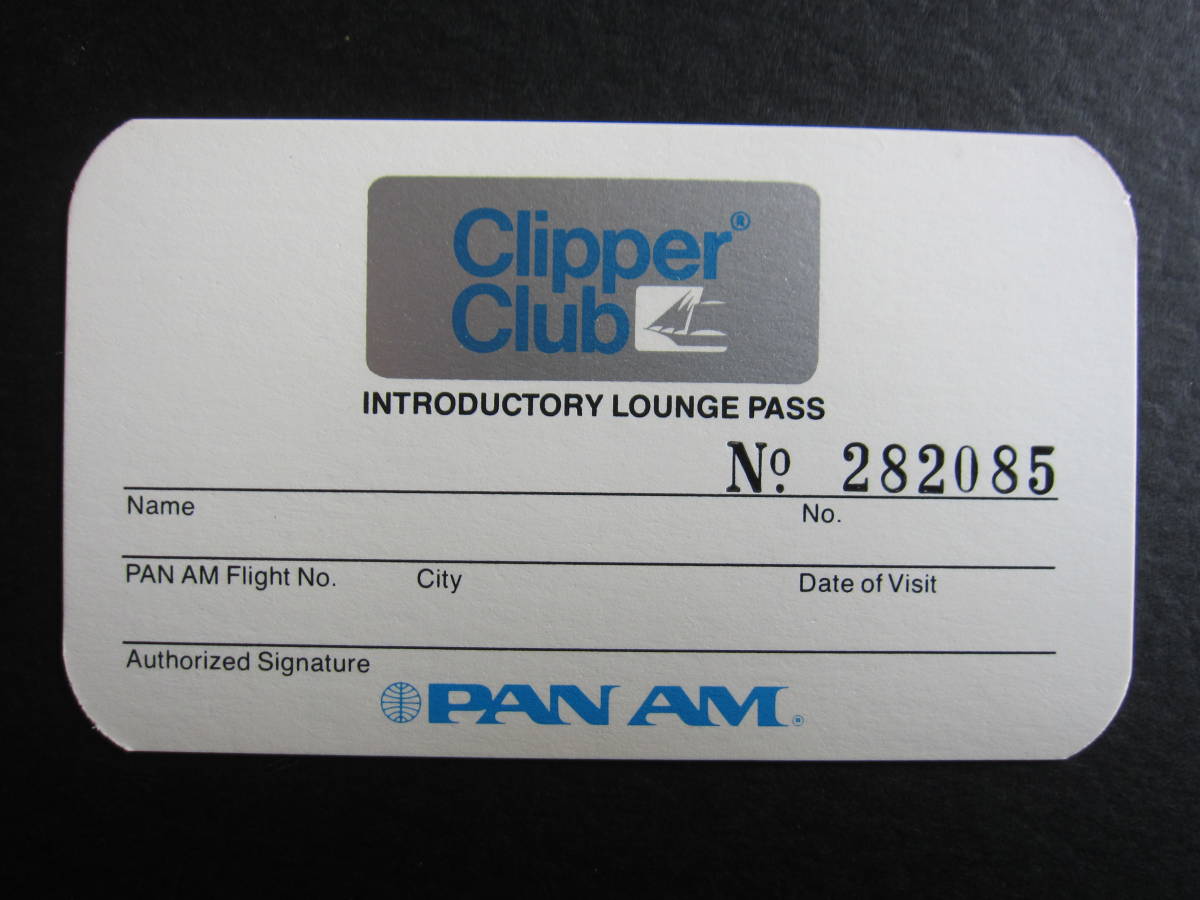 Clipper®
Club
INTRODUCTORY LOUNGE PASS
Nº 282085
Name No.
PAN AM Flight No. City Date of Visit
Authorized Signature
PAN AM®